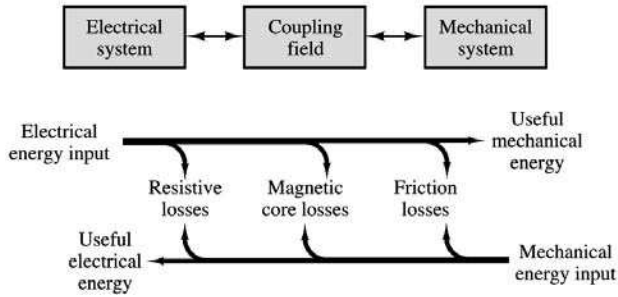 Electrical
system
Coupling
field
Mechanical
system
Electrical
energy input
Useful
mechanical
energy
Resistive
losses
Magnetic
core losses
Friction
losses
Useful
electrical
energy
Mechanical
energy input